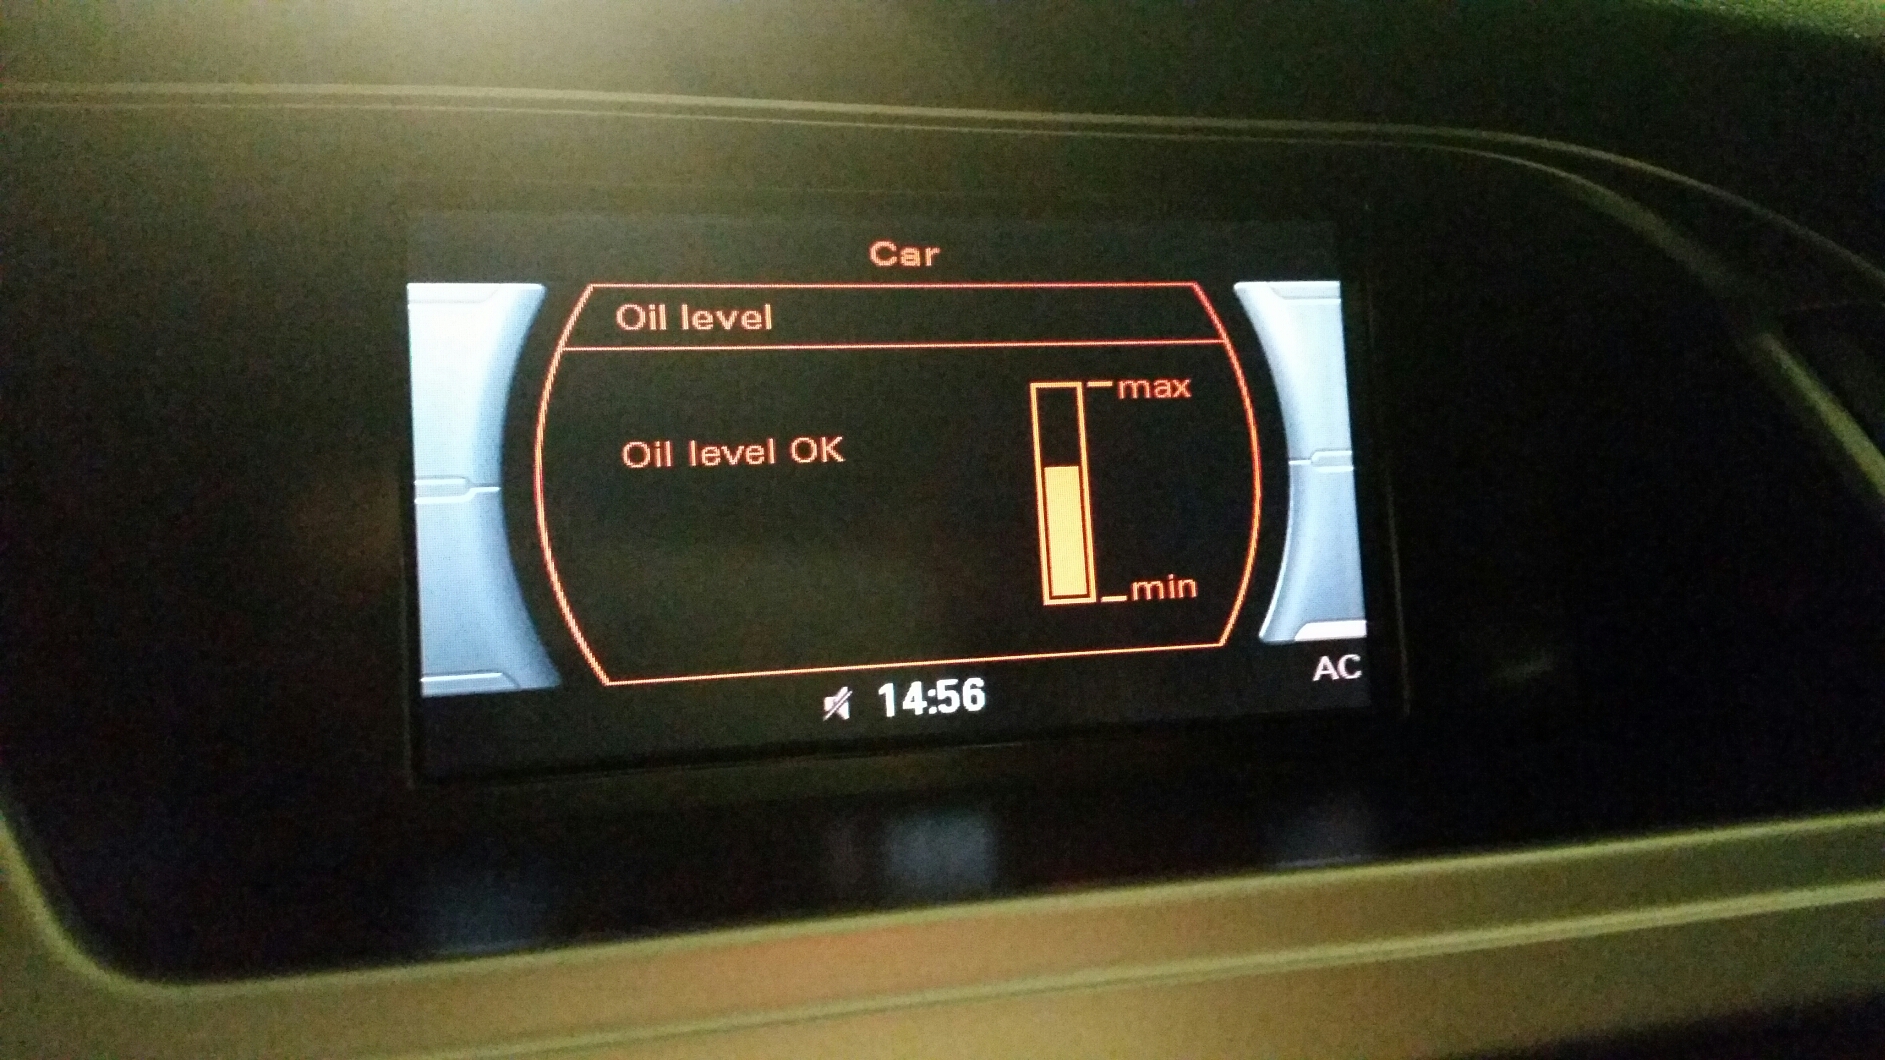 Car
Oil level
max
Oil level OK
min
14:56
AC